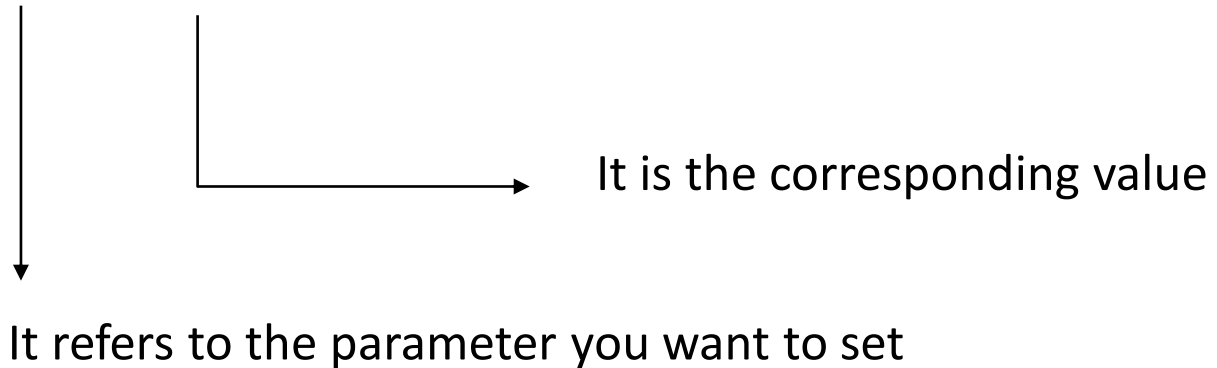 It is the corresponding value
It refers to the parameter you want to set